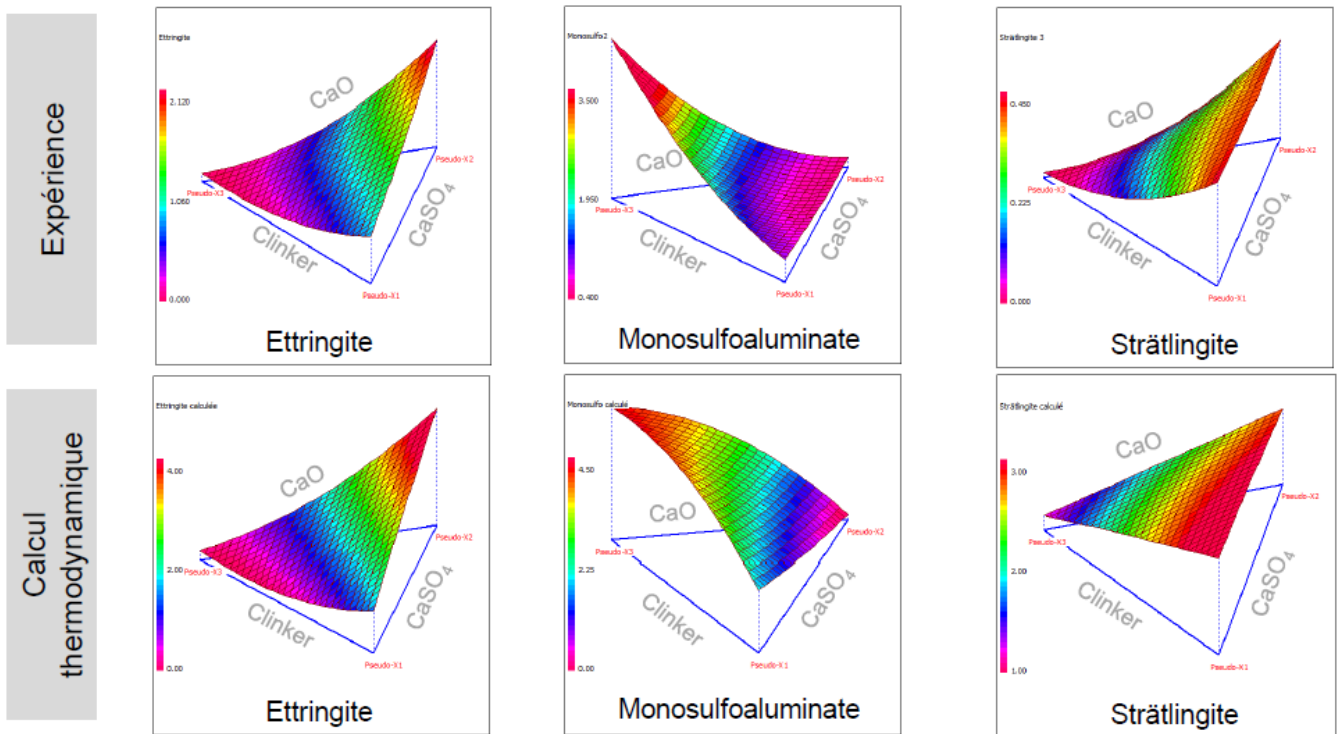 Expérience
Ettringite
2.120
1.060
0.000
CaO
Clinker
CaSO4
Pseudo-X3
Pseudo-X2
Pseudo-X1
Ettringite
Monosulfo2
3.500
1.950
0.400
CaO
Clinker
CaSO4
Pseudo-X3
Pseudo-X2
Pseudo-X1
Monosulfoaluminate
Strätlingite 3
0.450
0.225
0.000
CaO
Clinker
CaSO4
Pseudo-X3
Pseudo-X2
Pseudo-X1
Strätlingite
Calcul
thermodynamique
Ettringite calculée
4.00
2.00
0.00
CaO
Clinker
CaSO4
Pseudo-X3
Pseudo-X2
Pseudo-X1
Ettringite
Monosulfo calculé
4.50
2.25
0.00
CaO
Clinker
CaSO4
Pseudo-X3
Pseudo-X2
Pseudo-X1
Monosulfoaluminate
Strätlingite calculé
3.00
2.00
1.00
CaO
Clinker
CaSO4
Pseudo-X3
Pseudo-X2
Pseudo-X1
Strätlingite